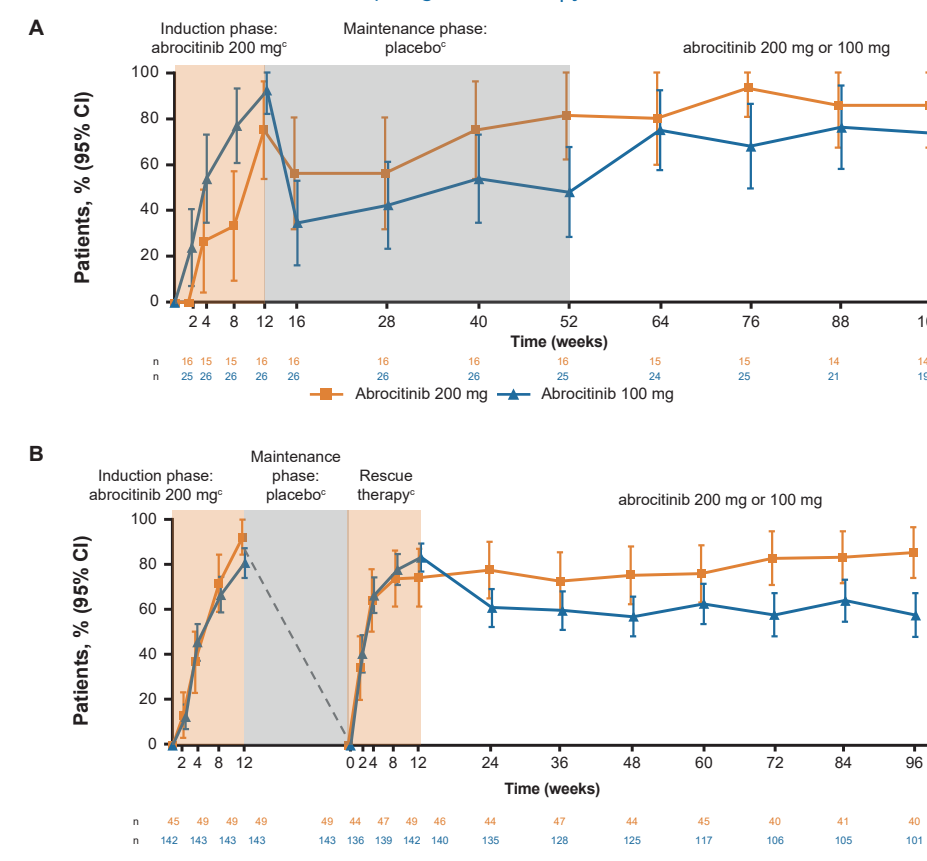 A
Induction phase:
abrocitinib 200 mgᶜ
Maintenance phase:
placeboᶜ
abrocitinib 200 mg or 100 mg
Patients, % (95% CI)
100
80
60
40
20
0
2 4 8 12 16 28 40 52 64 76 88
Time (weeks)
n 16 15 15 16 16 16 16 16 15 15 14 14
n 25 26 26 26 26 26 26 25 24 25 21 19
Abrocitinib 200 mg Abrocitinib 100 mg
B
Induction phase:
abrocitinib 200 mgᶜ
Maintenance
phase:
placeboᶜ
Rescue
therapyᶜ
abrocitinib 200 mg or 100 mg
Patients, % (95% CI)
100
80
60
40
20
0
2 4 8 12 0 2 4 8 12 24 36 48 60 72 84 96
Time (weeks)
n 45 49 49 49 49 44 47 49 46 44 47 44 45 40 41 40
n 142 143 143 143 143 136 139 142 140 135 128 125 117 106 105 101